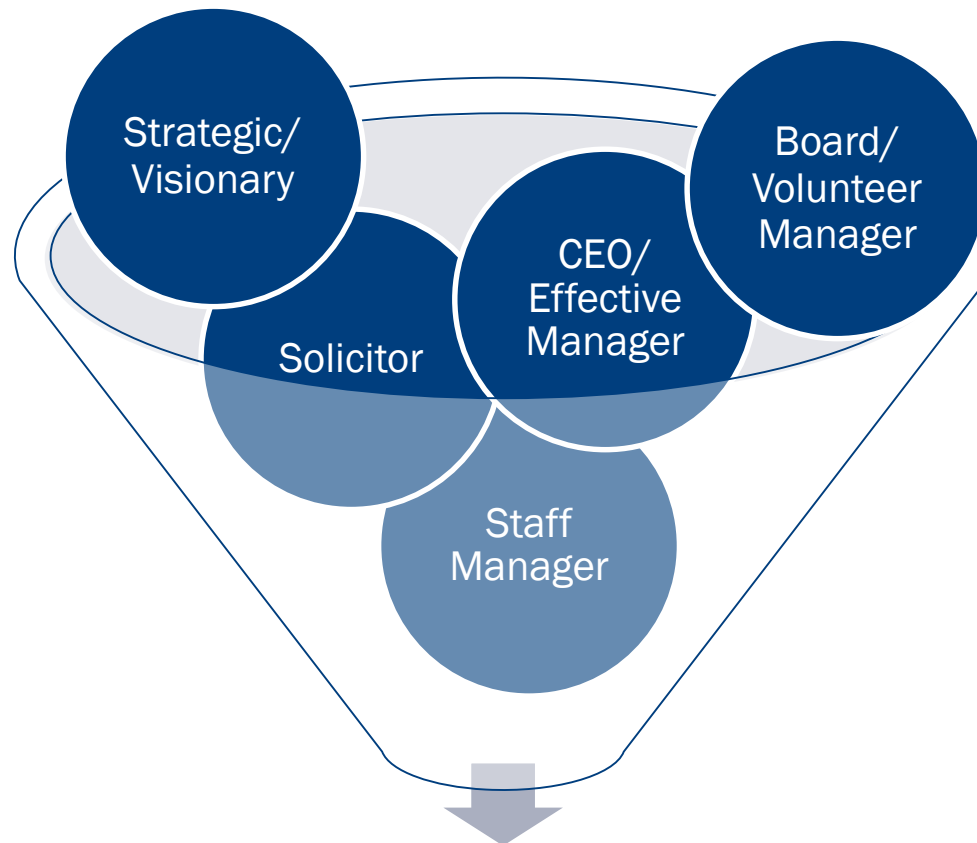 Strategic/
Visionary
Board/
Volunteer
Manager
CEO/
Effective
Manager
Solicitor
Staff
Manager